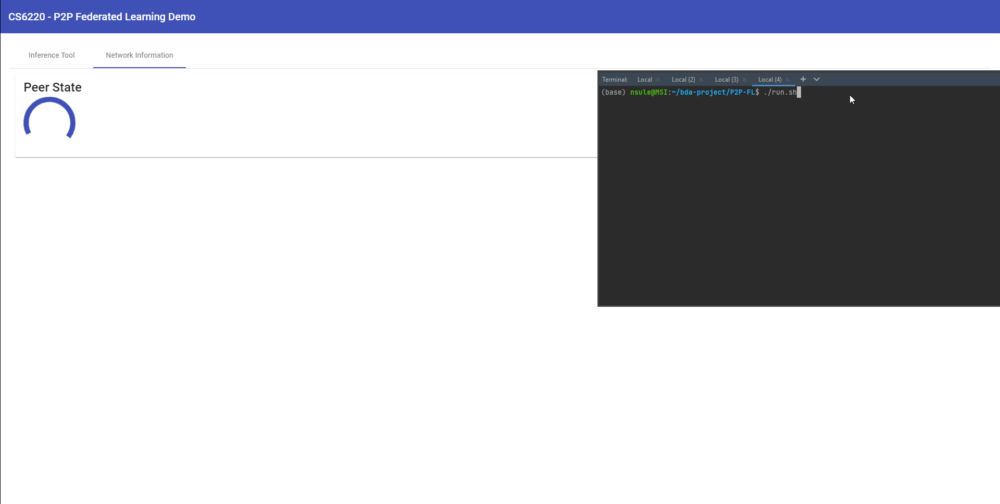 CS6220 - P2P Federated Learning Demo
Inference Tool Network Information
Peer State
Terminal: Local Local (2) Local (3) Local (4)
(base) nsule@MSI:~/bda-project/P2P-FL$ ./run.sh